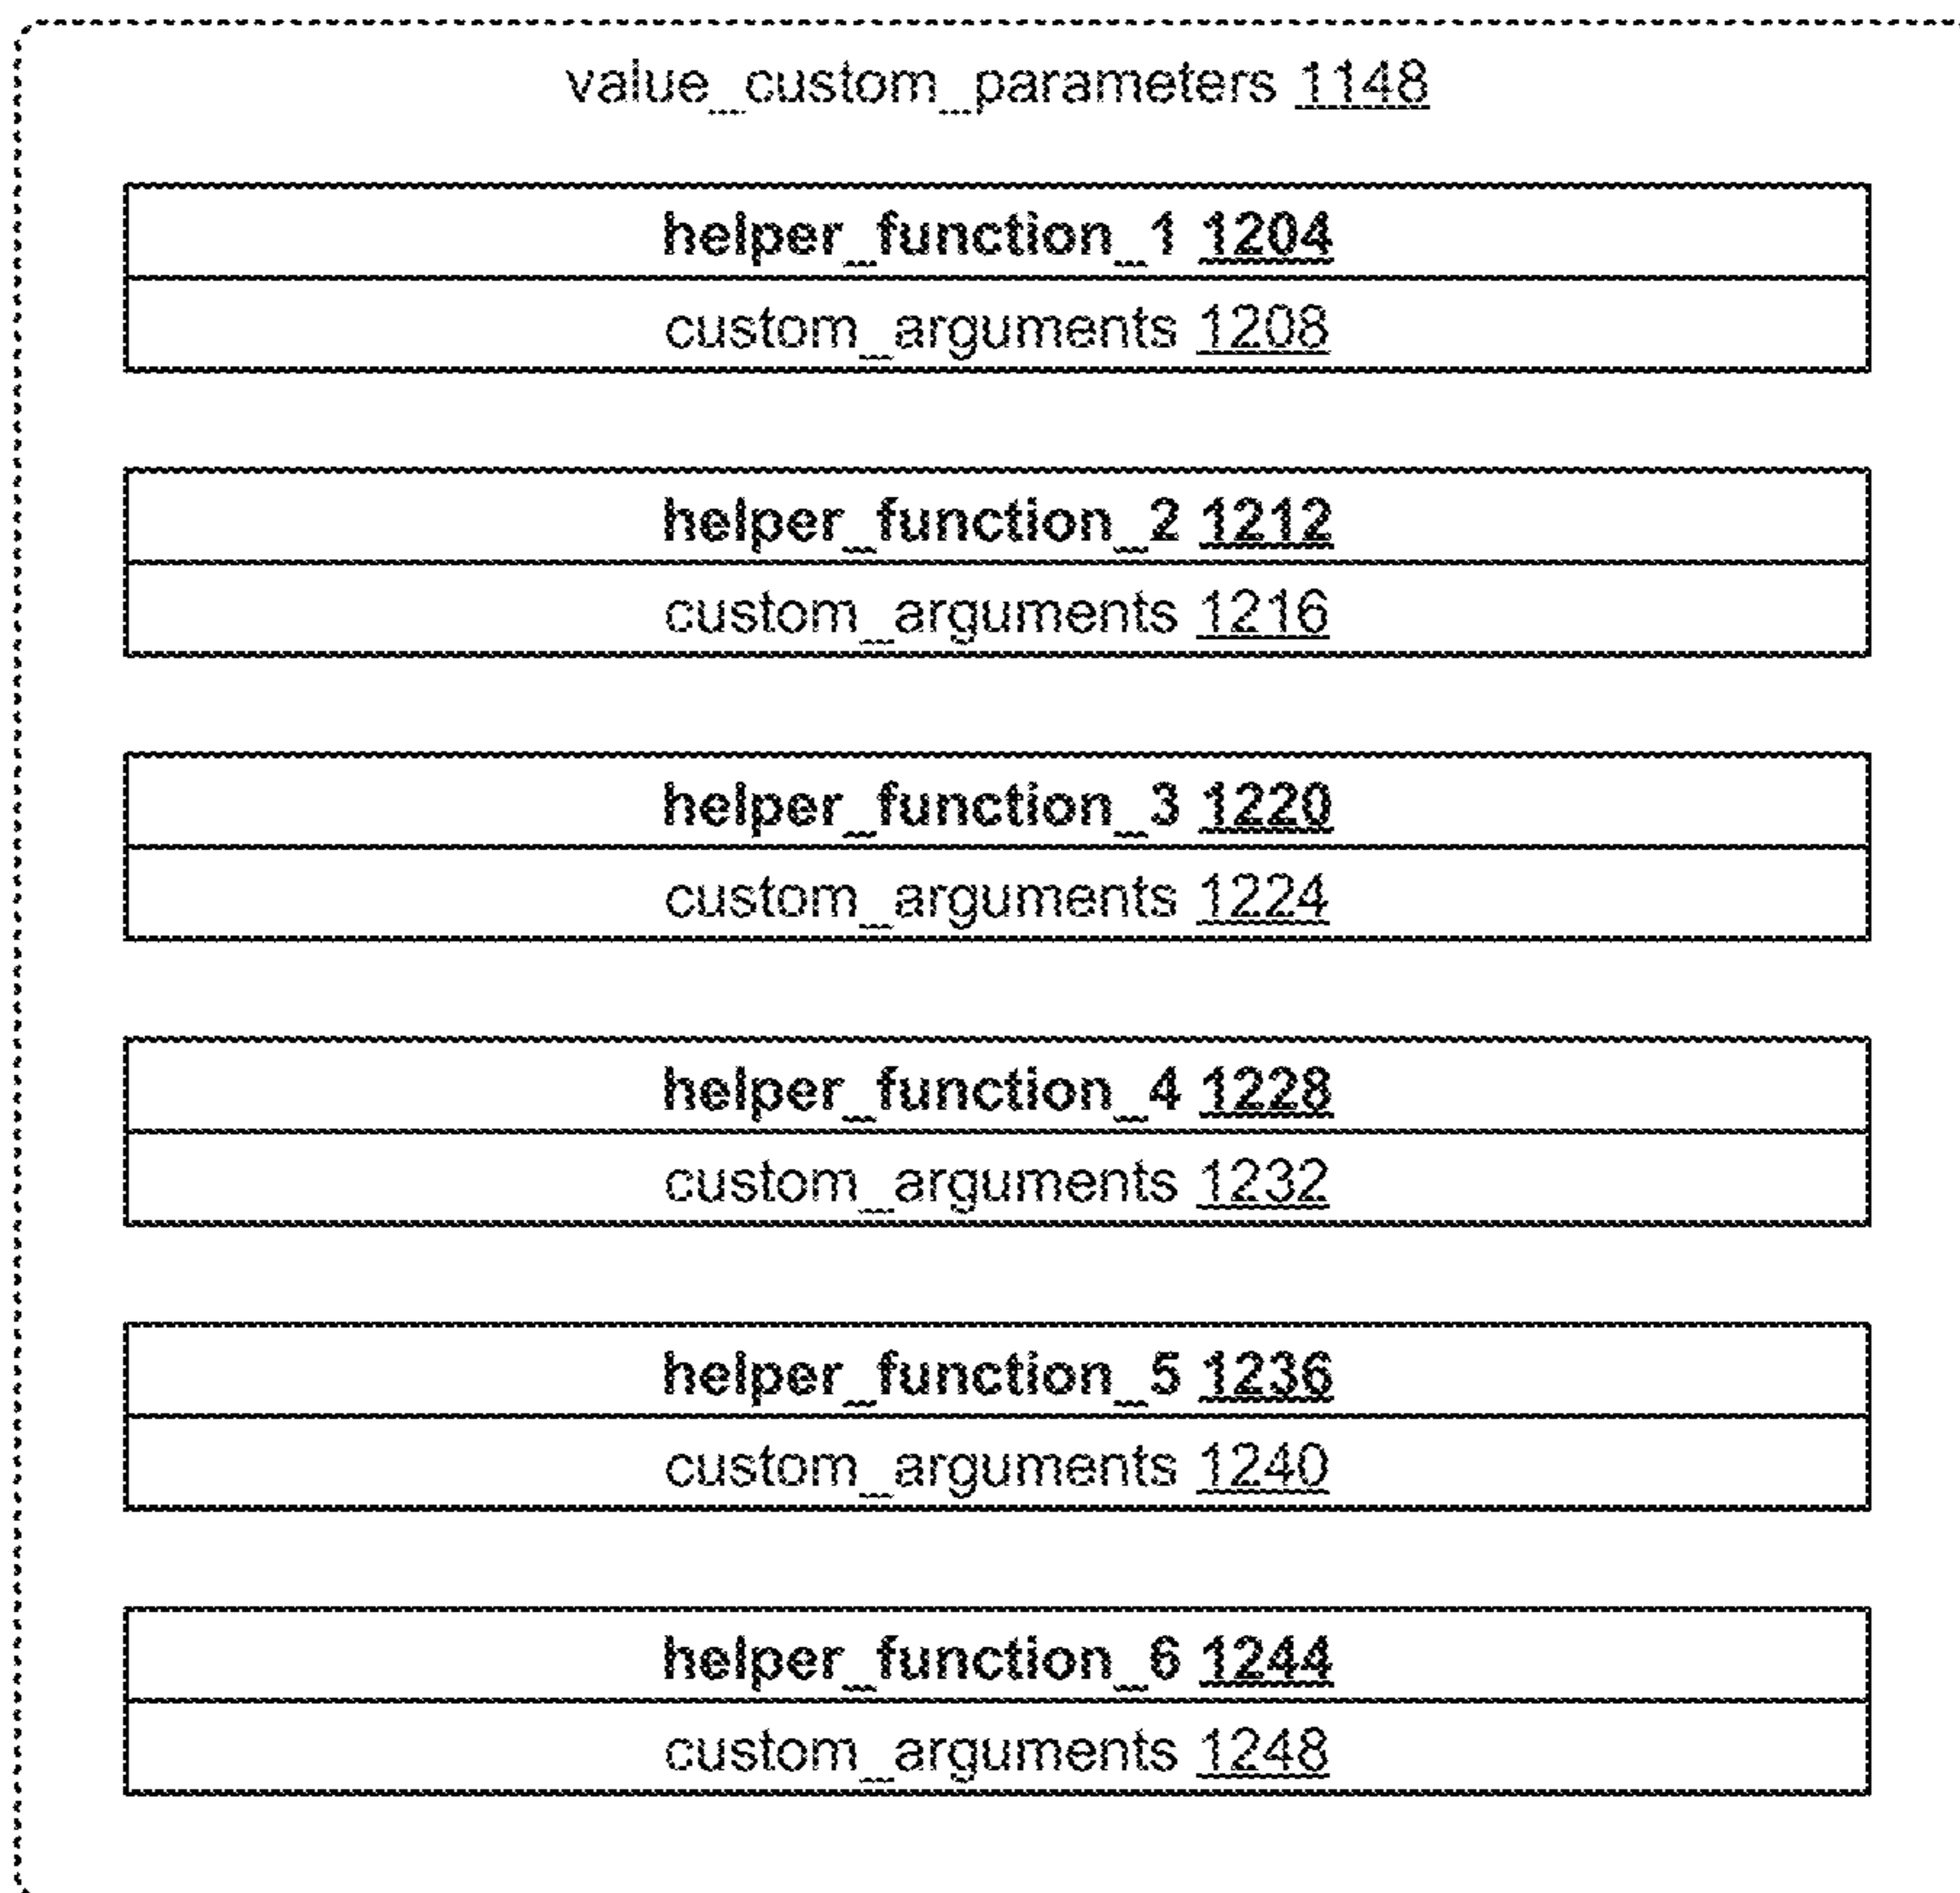 value_custom_parameters 1148
helper_function_1 1204
custom_arguments 1208
helper_function_2 1212
custom_arguments 1216
helper_function_3 1220
custom_arguments 1224
helper_function_4 1228
custom_arguments 1232
helper_function_5 1236
custom_arguments 1240
helper_function_6 1244
custom_arguments 1248